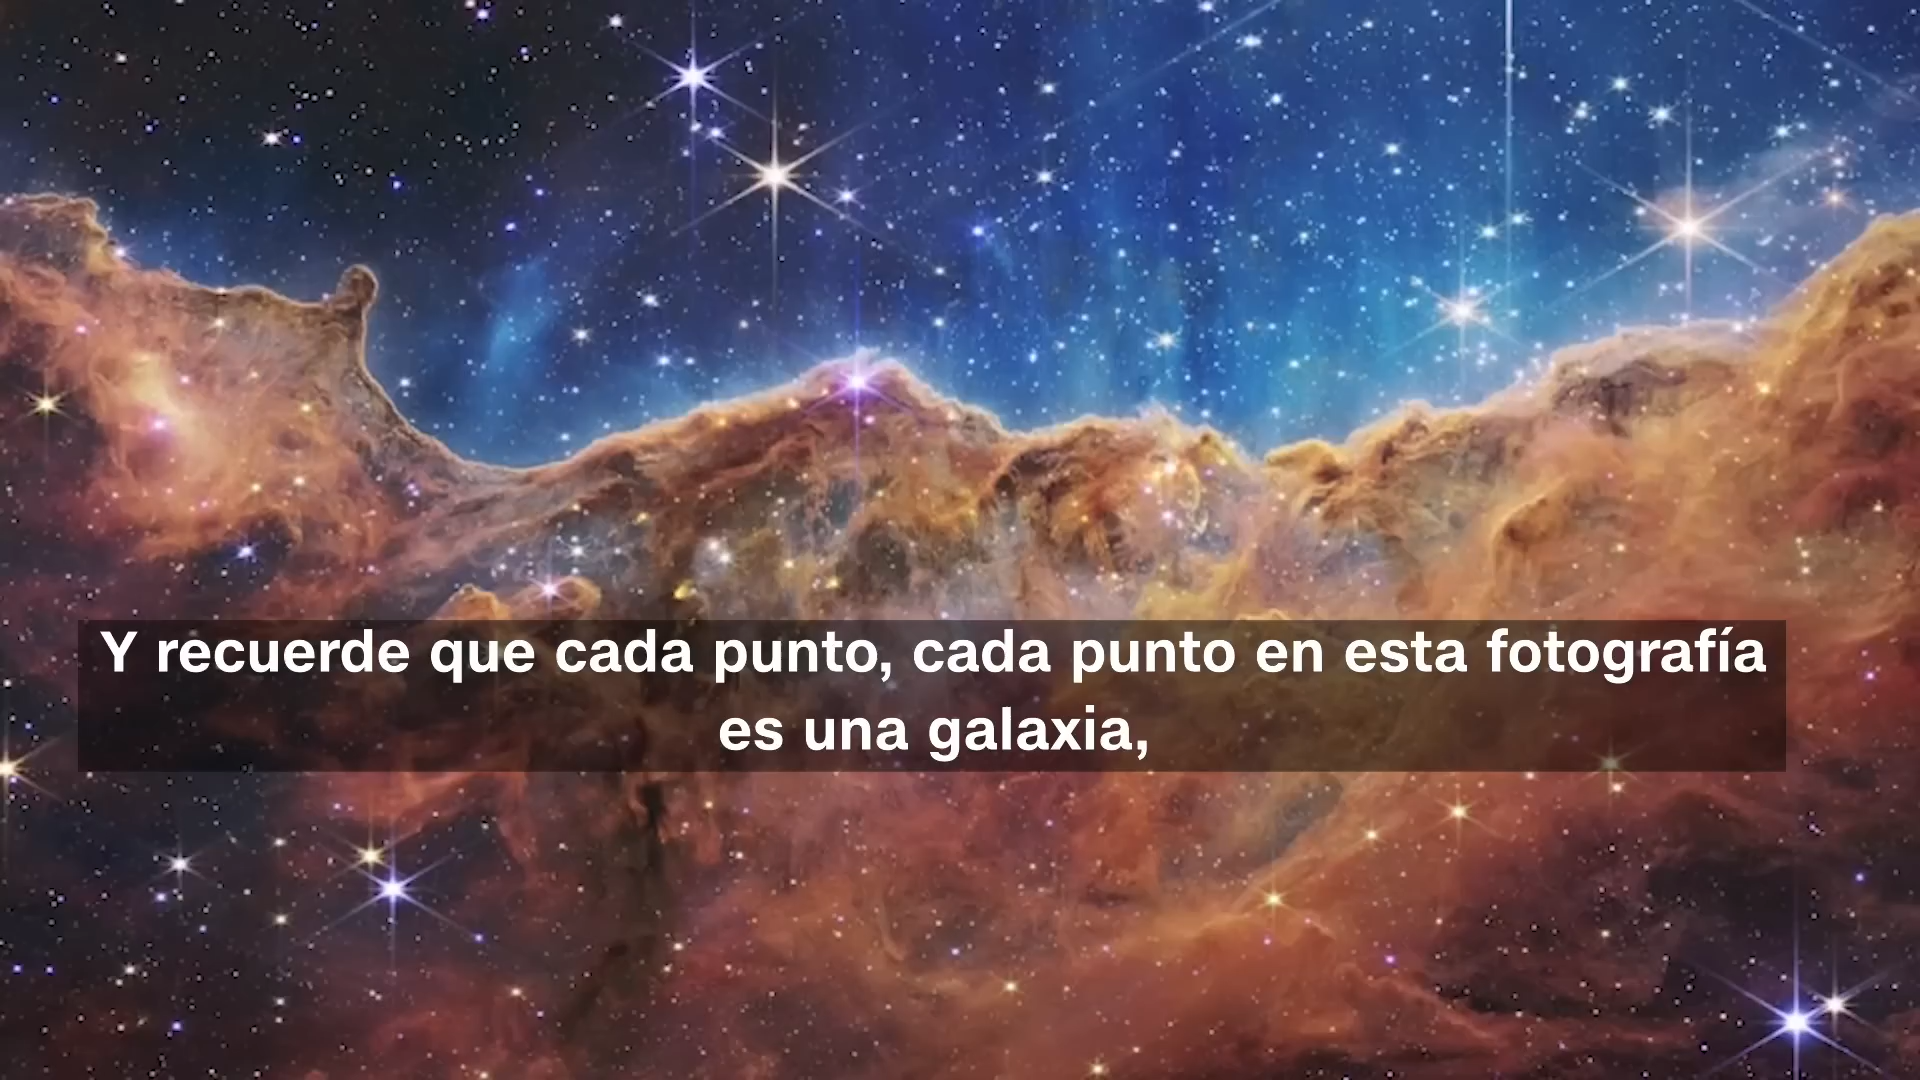 Y recuerde que cada punto, cada punto en esta fotografía
es una galaxia,